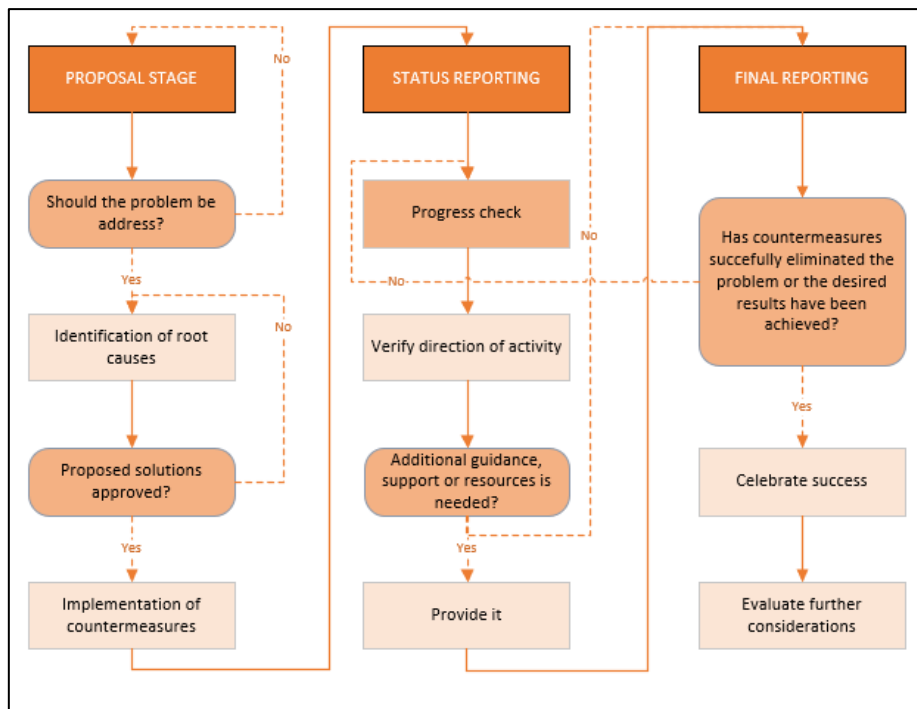 PROPOSAL STAGE
No
Should the problem be
address?
Yes
Identification of root
causes
No
Proposed solutions
approved?
Yes
Implementation of
countermeasures
STATUS REPORTING
Progress check
No
Verify direction of activity
Additional guidance,
support or resources is
needed?
No
Yes
Provide it
FINAL REPORTING
Has countermeasures
succefully eliminated the
problem or the desired
results have been
achieved?
Yes
Celebrate success
Evaluate further
considerations